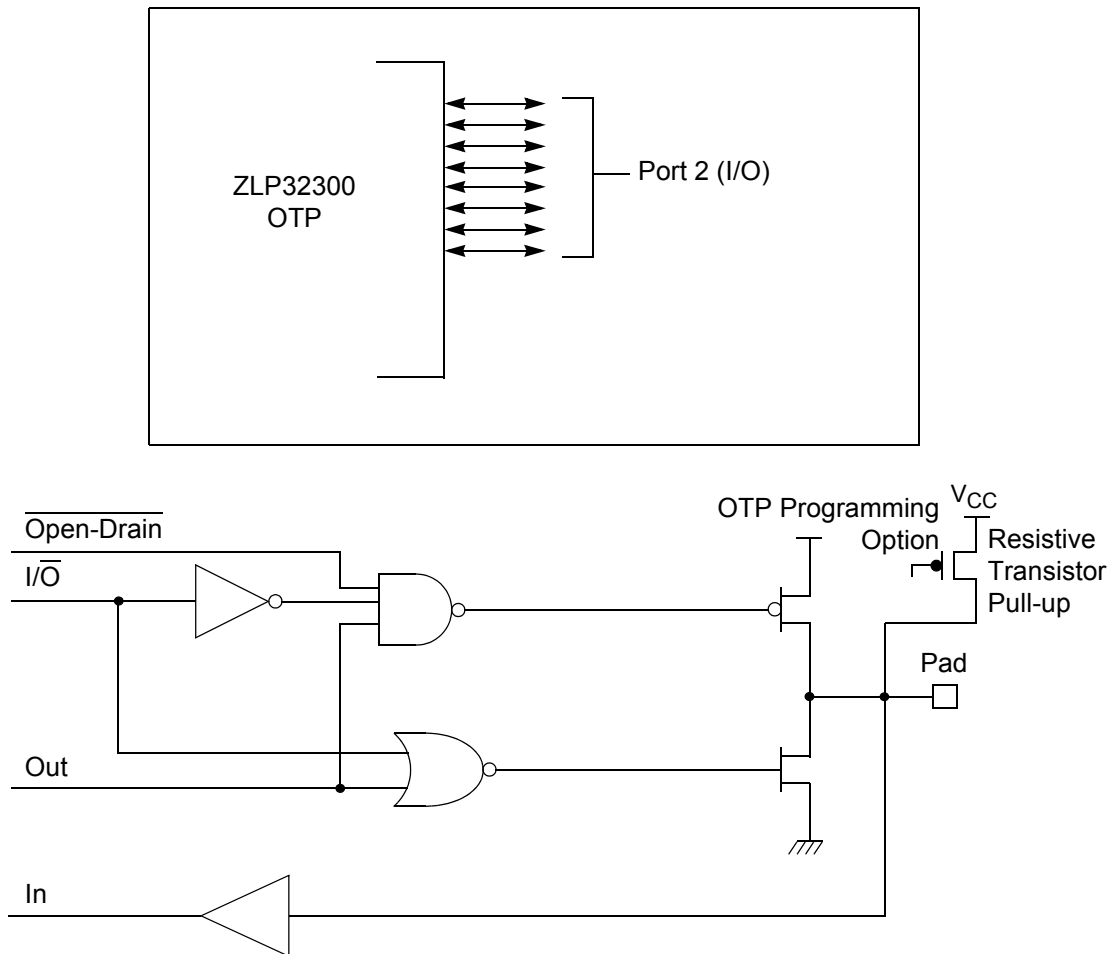 ZLP32300
OTP
Port 2 (I/O)
Open-Drain
I/O
OTP Programming
Option
VCC
Resistive
Transistor
Pull-up
Pad
Out
In